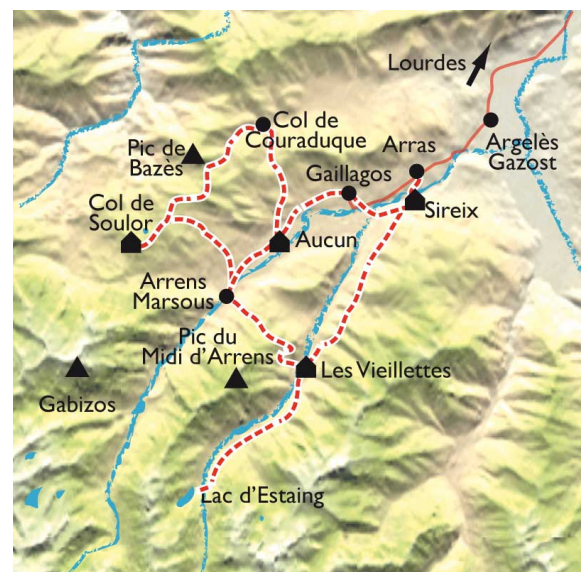 Lourdes
Col de
Couraduque
Pic de
Bazès
Arras
Argelès
Gazost
Gaillagos
Col de
Soulor
Sireix
Aucun
Arrens
Marsous
Pic du
Midi d'Arrens
Les Vieillettes
Gabizos
Lac d'Estaing